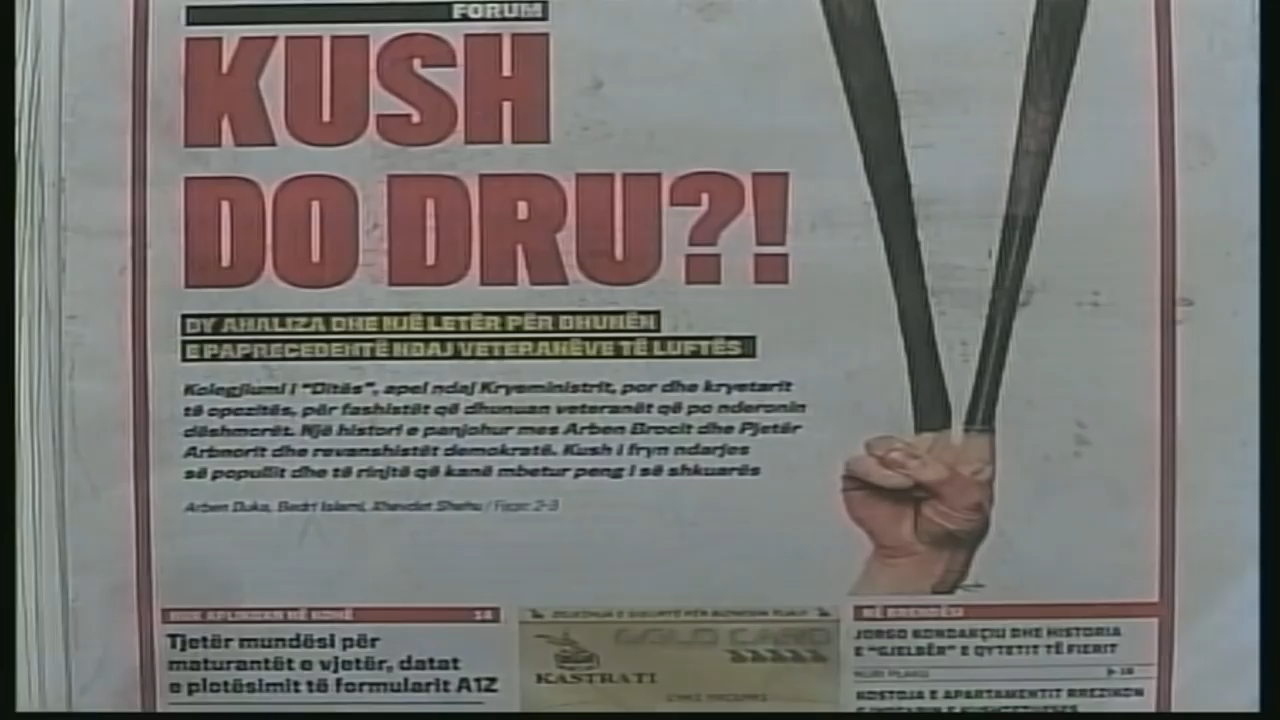 FORUM
KUSH
DO DRU?!
DY ANALIZA DHE NJË LETËR PËR DHUNËN
E PAPRECEDENTË NDAJ VETERANËVE TË LUFTËS
Kolegjiumi i "Ditës", apel ndaj Kryeministrit, por dhe kryetarit
të opozitës, për fashistët që dhunuan veteranët që po nderonin
dëshmorët. Një histori e panjohur mes Arben Brocit dhe Pjetër
Arbnorit dhe revanshistët demokratë. Kush i fryn ndarjes
së popullit dhe të rinjtë që kanë mbetur peng i së shkuarës
Arben Duka, Bedri Islami, Xhevdet Shehu / Faqe: 2-3
14
Tjetër mundësi për
maturantët e vjetër, datat
e plotësimit të formularit A1Z
GOLD CARD
KASTRATI
JORGO KONDAKÇIU DHE HISTORIA
E "GJELBËR" E QYTETIT TË FIERIT
KOSTOJA E APARTAMENTIT RREZIKON